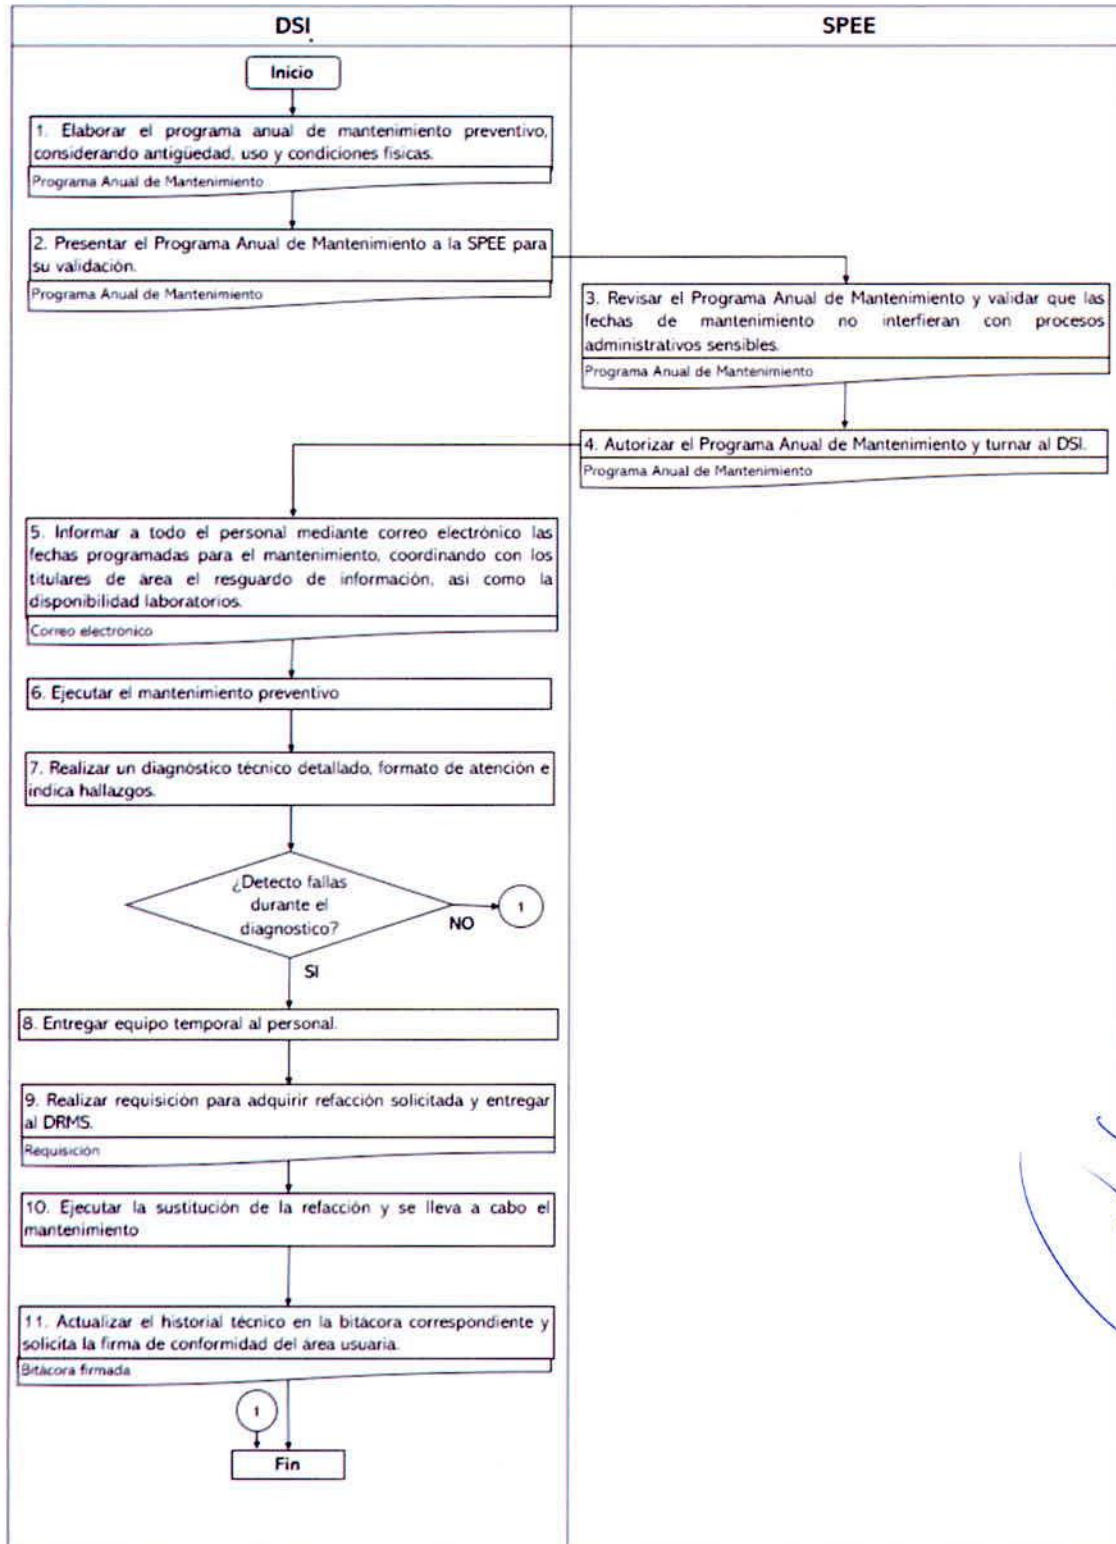 DSI
SPEE
Inicio
1. Elaborar el programa anual de mantenimiento preventivo,
considerando antigüedad, uso y condiciones físicas.
Programa Anual de Mantenimiento
2. Presentar el Programa Anual de Mantenimiento a la SPEE para
su validación.
Programa Anual de Mantenimiento
3. Revisar el Programa Anual de Mantenimiento y validar que las
fechas de mantenimiento no interfieran con procesos
administrativos sensibles.
Programa Anual de Mantenimiento
4. Autorizar el Programa Anual de Mantenimiento y turnar al DSI.
Programa Anual de Mantenimiento
5. Informar a todo el personal mediante correo electrónico las
fechas programadas para el mantenimiento, coordinando con los
titulares de área el resguardo de información, así como la
disponibilidad laboratorios.
Correo electrónico
6. Ejecutar el mantenimiento preventivo
7. Realizar un diagnóstico técnico detallado, formato de atención e
indica hallazgos.
¿Detecto fallas
durante el
diagnostico?
NO
1
SI
8. Entregar equipo temporal al personal.
9. Realizar requisición para adquirir refacción solicitada y entregar
al DRMS.
Requisición
10. Ejecutar la sustitución de la refacción y se lleva a cabo el
mantenimiento
11. Actualizar el historial técnico en la bitácora correspondiente y
solicita la firma de conformidad del área usuaria.
Bitácora firmada
1
Fin